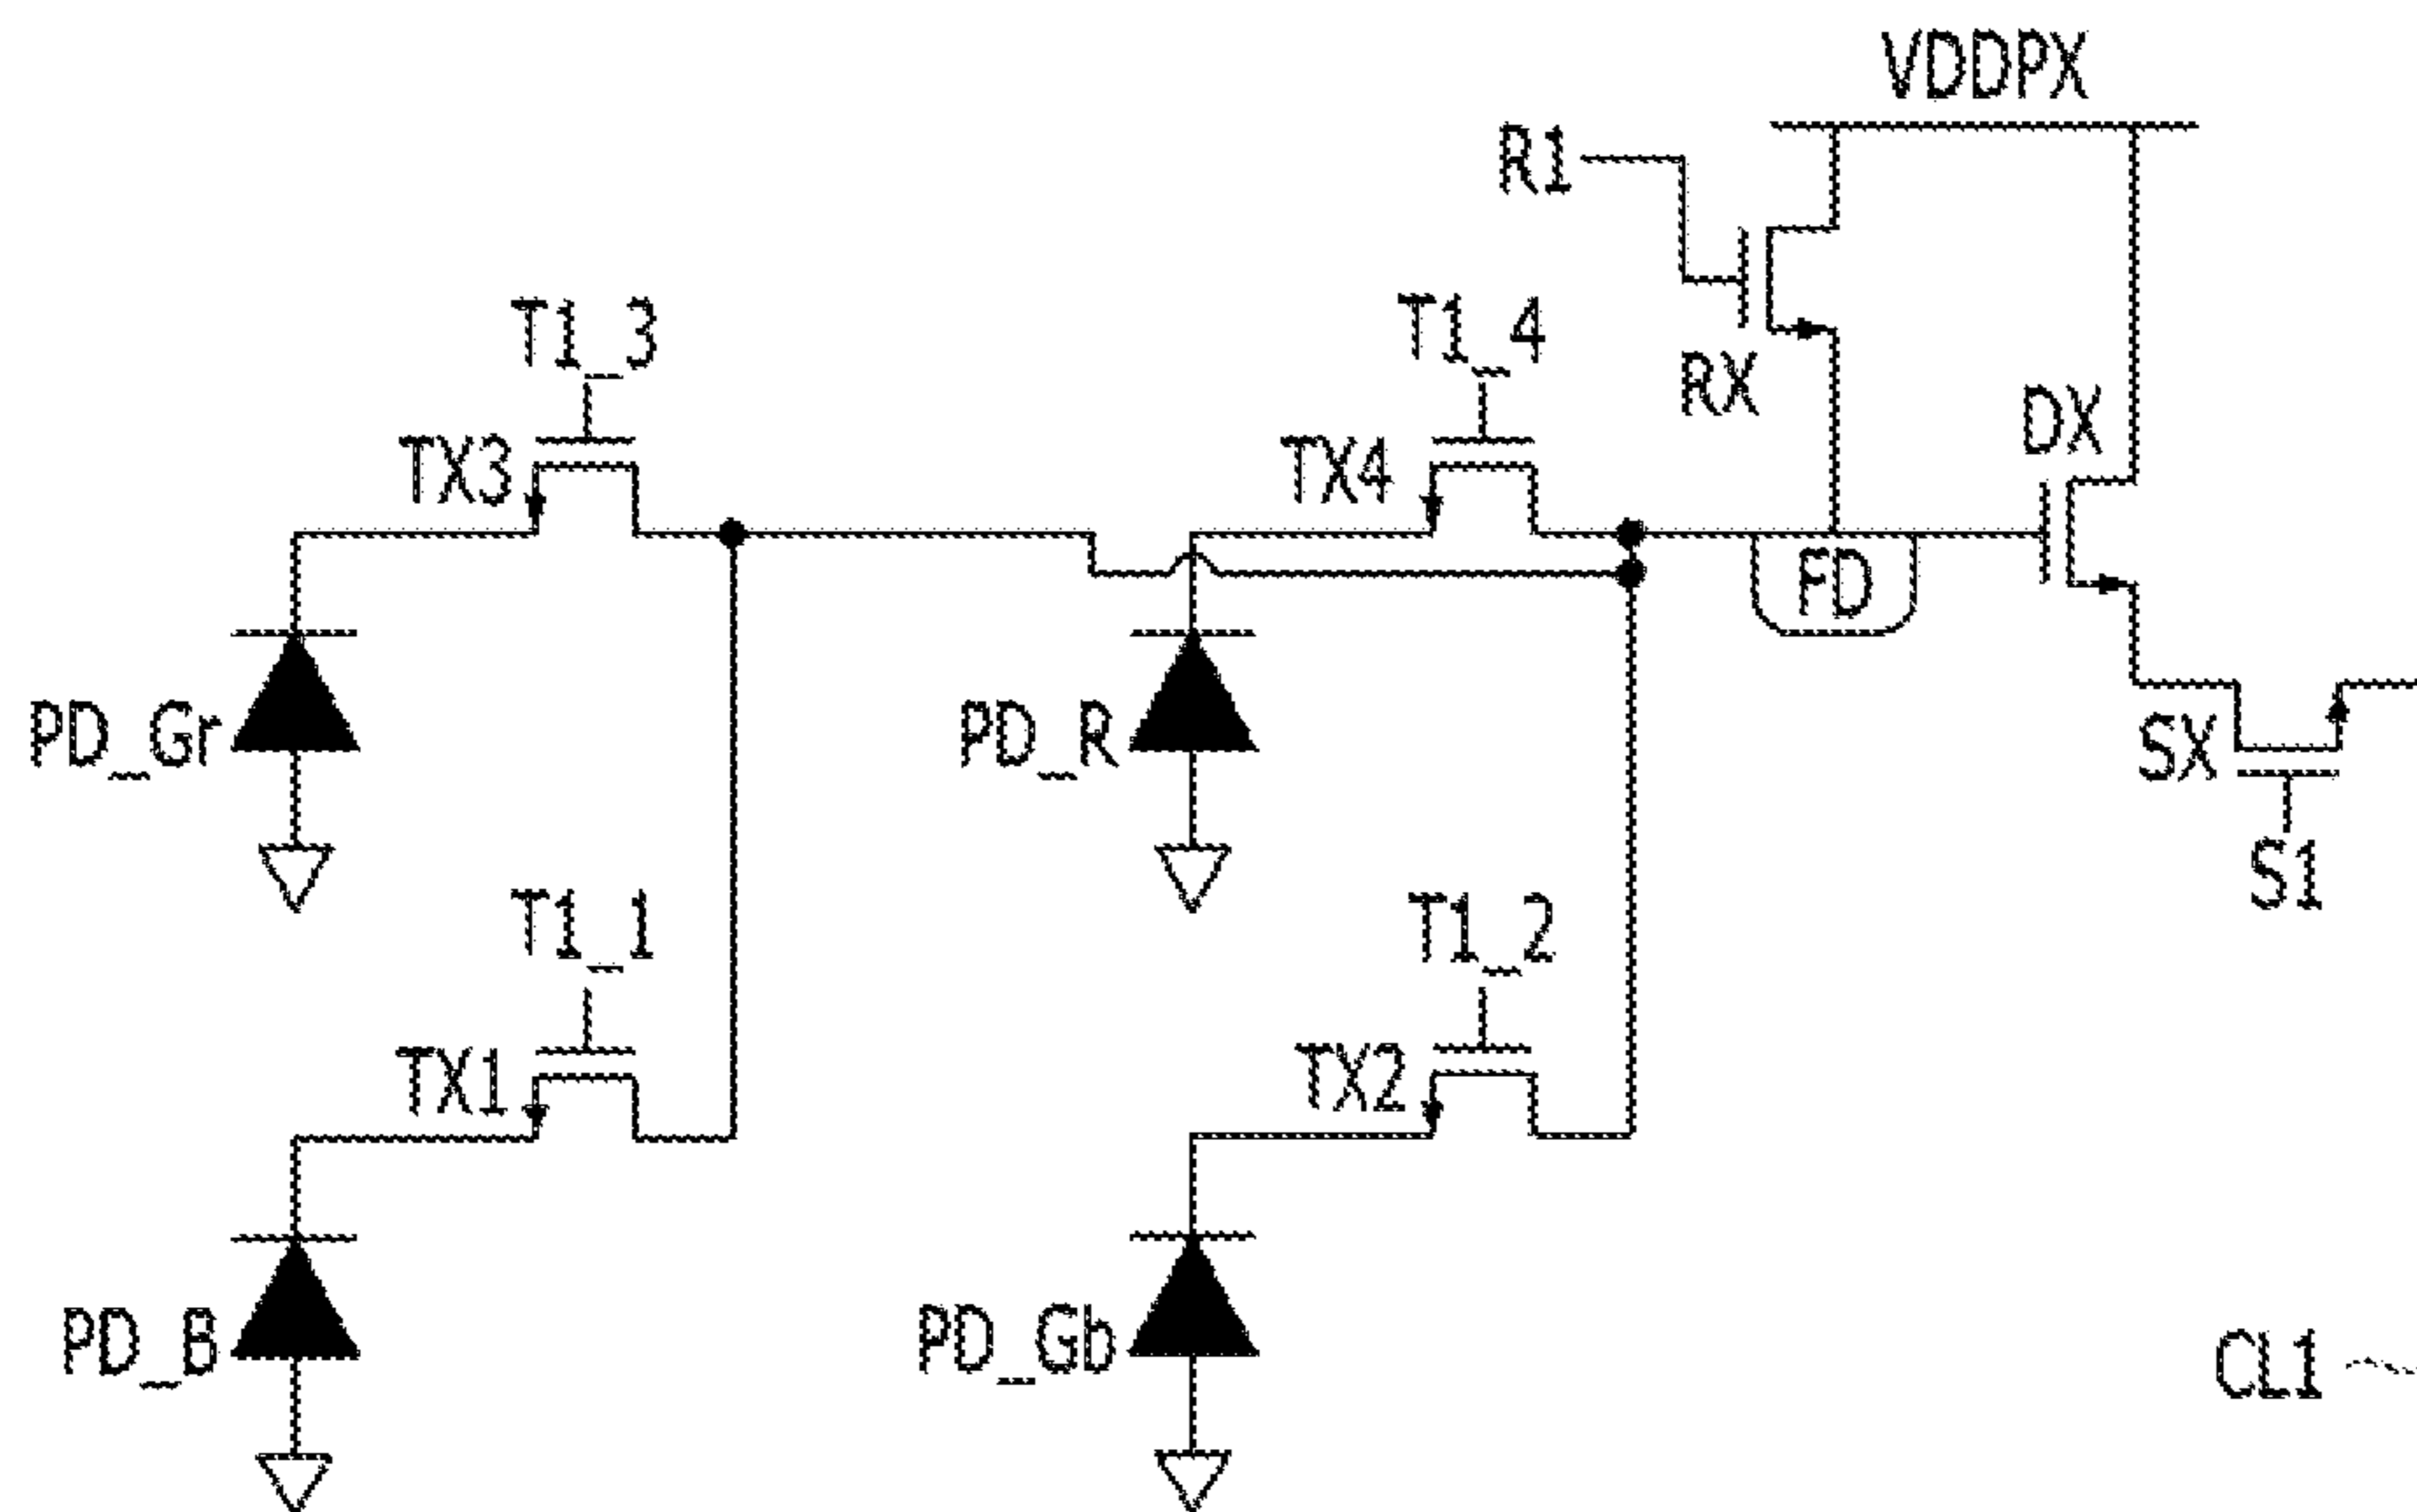 VDDPX
R1
T1_3
T1_4
RX
DX
TX3
TX4
FD
PD_Gr
PD_R
SX
S1
T1_1
T1_2
TX1
TX2
PD_B
PD_Gb
CL1